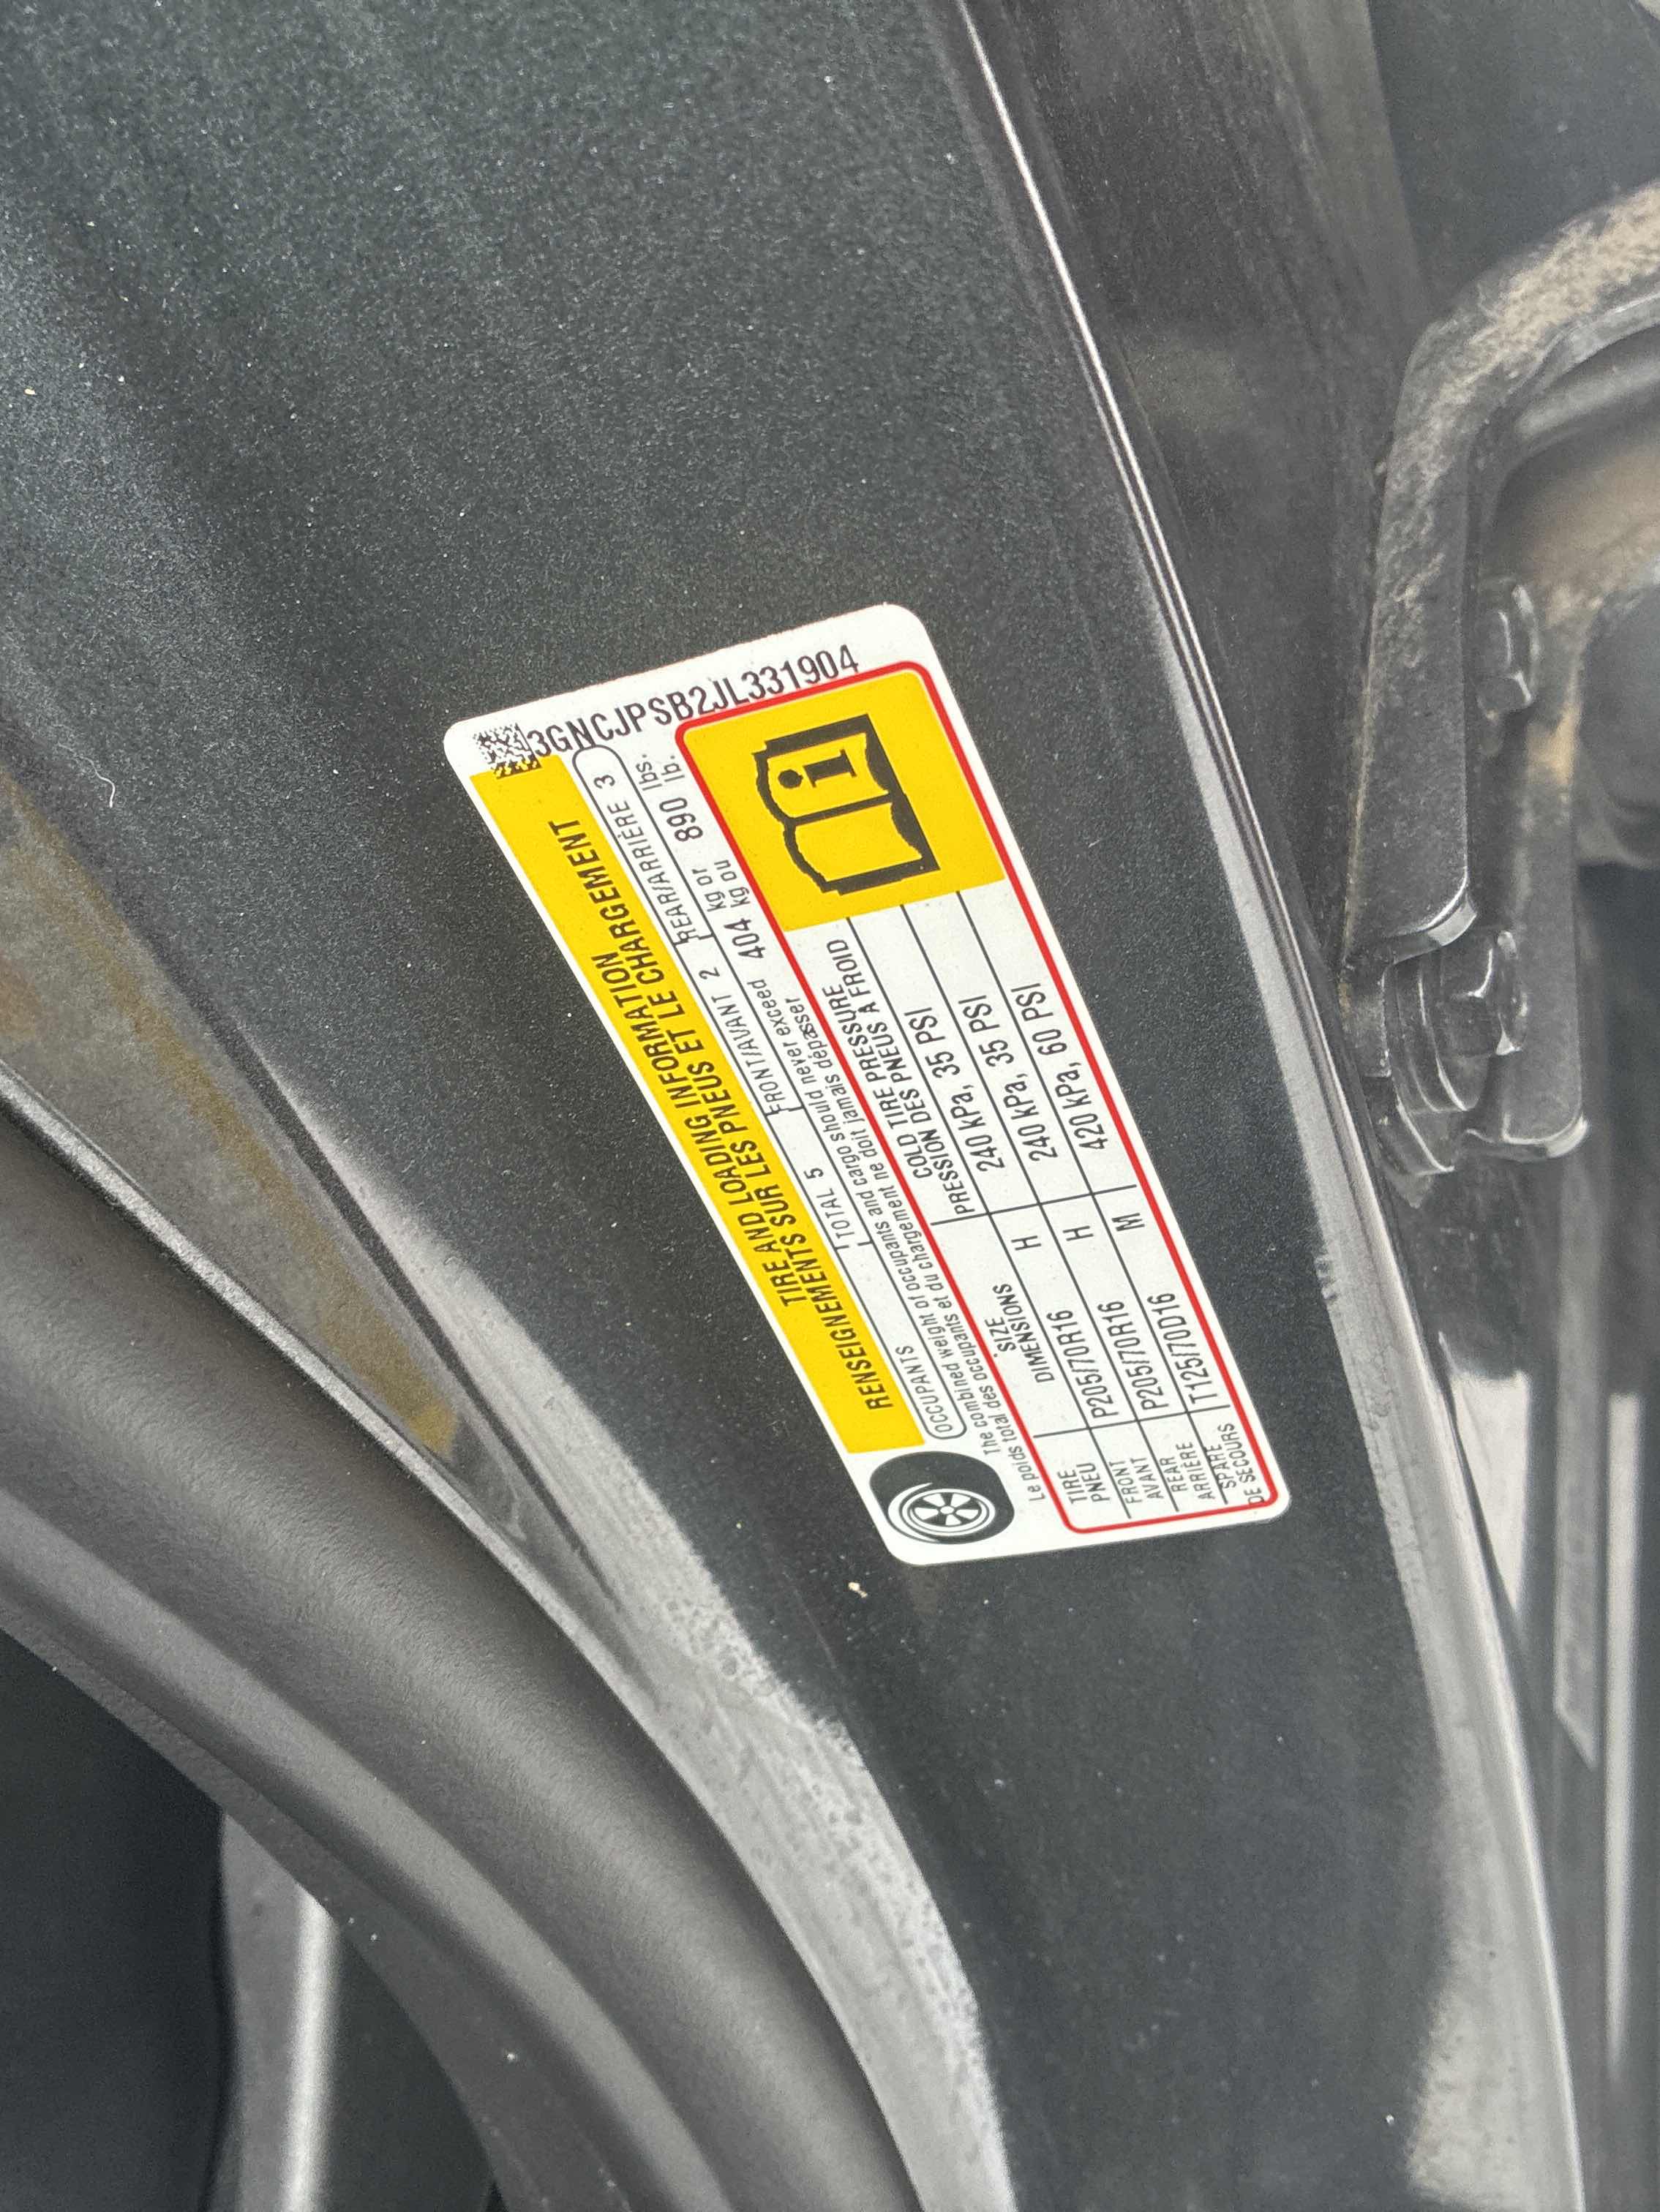 3GNCJPSB2JL331904
TIRE AND LOADING INFORMATION
RENSEIGNEMENTS SUR LES PNEUS ET LE CHARGEMENT
OCCUPANTS TOTAL 5 FRONT/AVANT 2 REAR/ARRIÈRE 3
The combined weight of occupants and cargo should never exceed 404 kg or 890 lbs.
Le poids total des occupants et du chargement ne doit jamais dépasser kg ou lb.
TIRE SIZE COLD TIRE PRESSURE
PNEU DIMENSIONS PRESSION DES PNEUS À FROID
FRONT
AVANT P205/70R16 H 240 kPa, 35 PSI
REAR
ARRIÈRE P205/70R16 H 240 kPa, 35 PSI
SPARE
DE SECOURS T125/70D16 M 420 kPa, 60 PSI
i